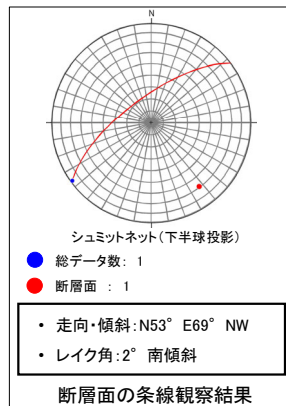 N
シュミットネット(下半球投影)
総データ数: 1
断層面 : 1
• 走向・傾斜:N53° E69° NW
• レイク角:2° 南傾斜
断層面の条線観察結果